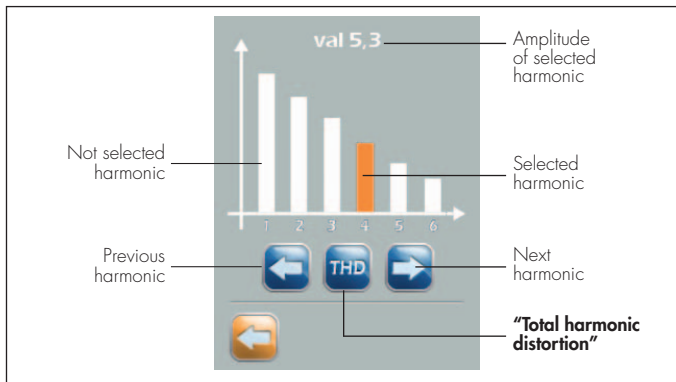 val 5,3
Amplitude
of selected
harmonic
Not selected
harmonic
Selected
harmonic
1 2 3 4 5 6
Previous
harmonic
THD
Next
harmonic
“Total harmonic
distortion”